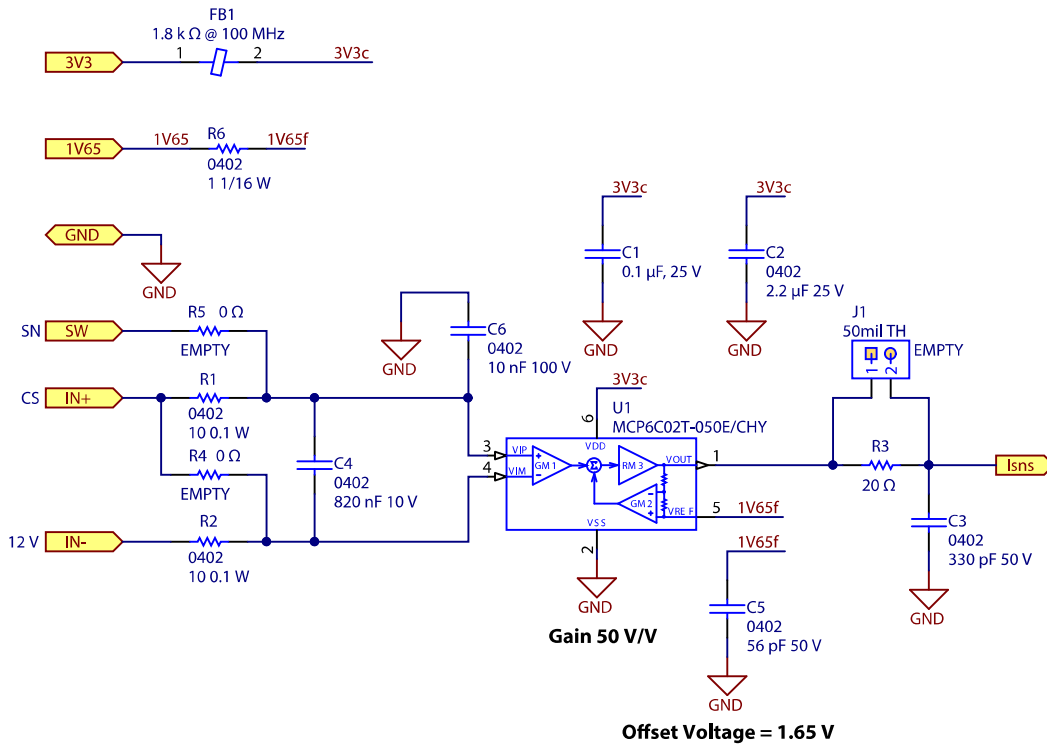 FB1
1.8 k Ω @ 100 MHz
3V3
1
2
3V3c
1V65
1V65
R6
1V65f
0402
1 1/16 W
GND
GND
3V3c
C1
0.1 µF, 25 V
GND
3V3c
C2
0402
2.2 µF 25 V
GND
SN
SW
R5 0 Ω
EMPTY
GND
C6
0402
10 nF 100 V
J1
50mil TH
EMPTY
1
2
CS
IN+
R1
0402
10 0.1 W
R4 0 Ω
EMPTY
C4
0402
820 nF 10 V
12 V
IN-
R2
0402
10 0.1 W
3V3c
U1
MCP6C02T-050E/CHY
6
VDD
3
VIP
4
VIM
GM 1
Σ
RM 3
VOUT
1
GM 2
VRE F
5
1V65f
VSS
2
GND
Gain 50 V/V
R3
20 Ω
Isns
C3
0402
330 pF 50 V
GND
1V65f
C5
0402
56 pF 50 V
GND
Offset Voltage = 1.65 V